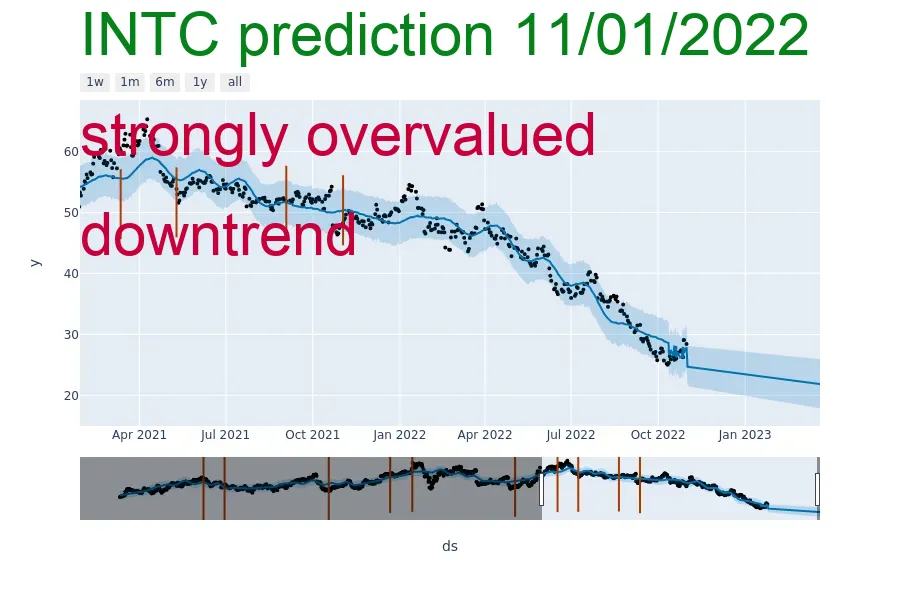 INTC prediction 11/01/2022
1w 1m 6m 1y all
strongly overvalued
60
50
downtrend
y
40
30
20
Apr 2021 Jul 2021 Oct 2021 Jan 2022 Apr 2022 Jul 2022 Oct 2022 Jan 2023
ds